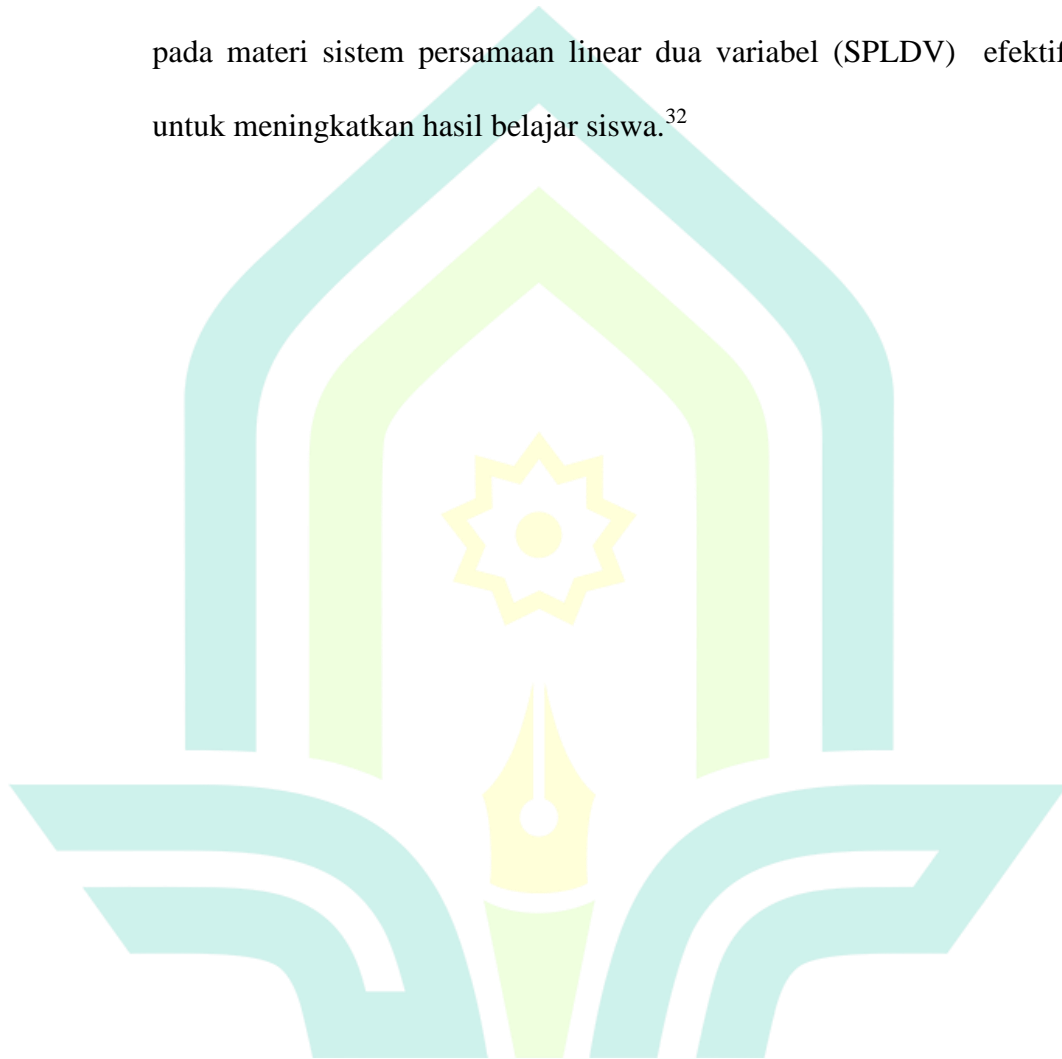 pada materi sistem persamaan linear dua variabel (SPLDV) efektif
untuk meningkatkan hasil belajar siswa.32